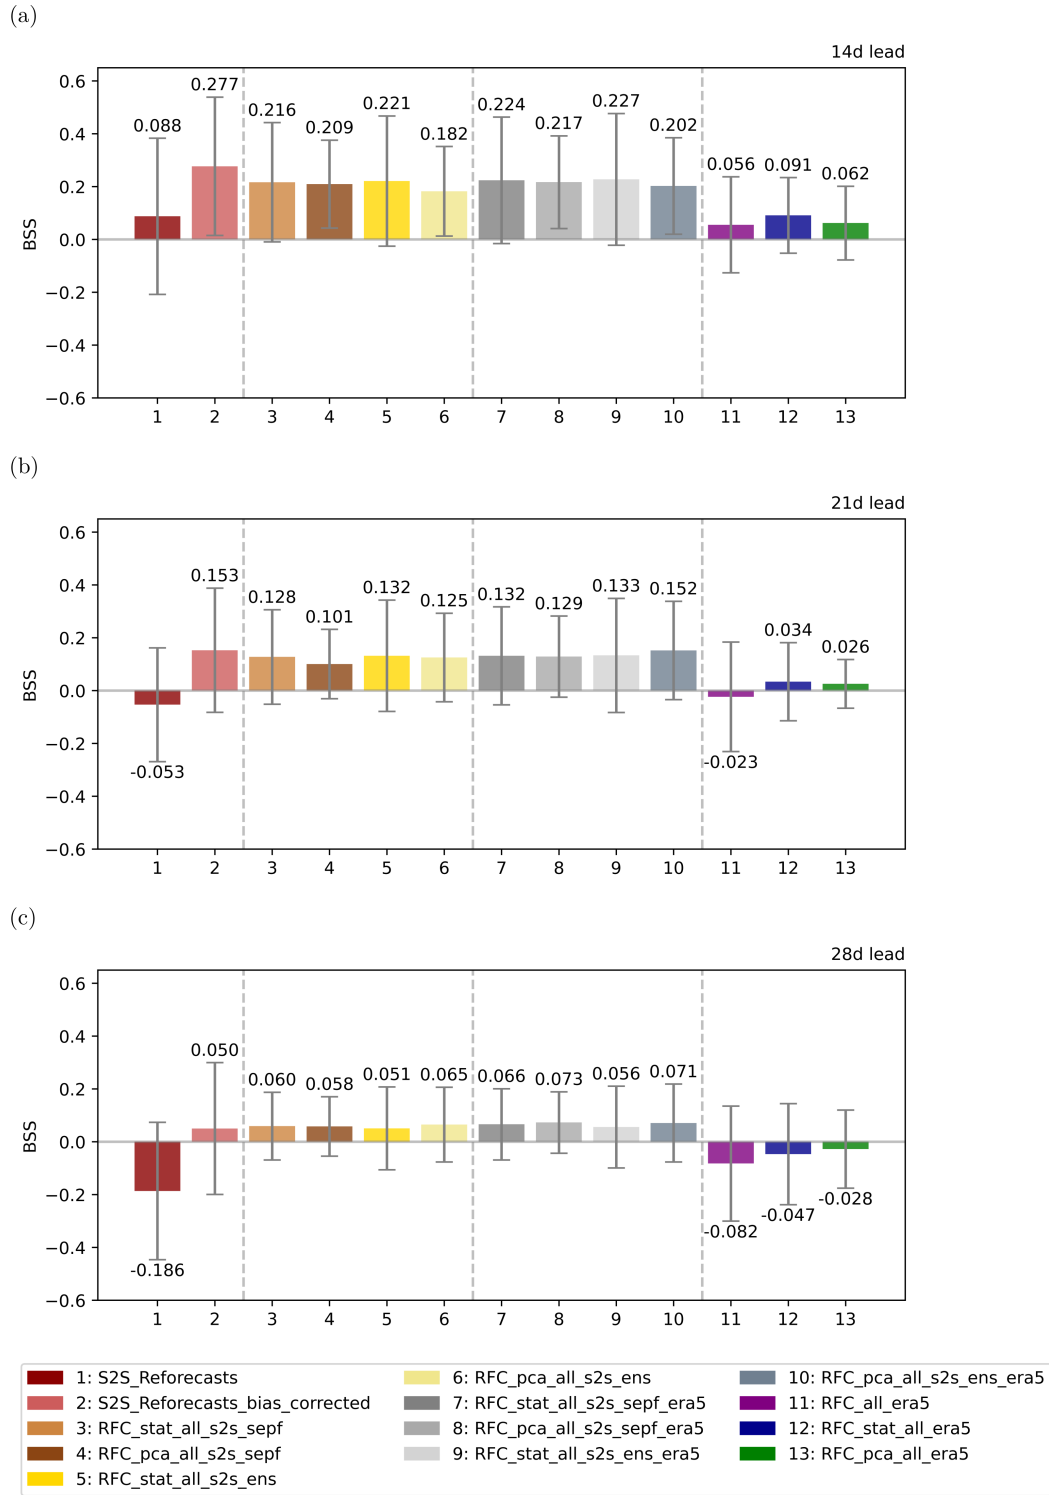 (a)
14d lead
0.6
0.4
0.2
0.0
−0.2
−0.4
−0.6
BSS
0.088 0.277 0.216 0.209 0.221 0.182 0.224 0.217 0.227 0.202 0.056 0.091 0.062
1 2 3 4 5 6 7 8 9 10 11 12 13
(b)
21d lead
0.6
0.4
0.2
0.0
−0.2
−0.4
−0.6
BSS
-0.053 0.153 0.128 0.101 0.132 0.125 0.132 0.129 0.133 0.152 -0.023 0.034 0.026
1 2 3 4 5 6 7 8 9 10 11 12 13
(c)
28d lead
0.6
0.4
0.2
0.0
−0.2
−0.4
−0.6
BSS
-0.186 0.050 0.060 0.058 0.051 0.065 0.066 0.073 0.056 0.071 -0.082 -0.047 -0.028
1 2 3 4 5 6 7 8 9 10 11 12 13
1: S2S_Reforecasts
2: S2S_Reforecasts_bias_corrected
3: RFC_stat_all_s2s_sepf
4: RFC_pca_all_s2s_sepf
5: RFC_stat_all_s2s_ens
6: RFC_pca_all_s2s_ens
7: RFC_stat_all_s2s_sepf_era5
8: RFC_pca_all_s2s_sepf_era5
9: RFC_stat_all_s2s_ens_era5
10: RFC_pca_all_s2s_ens_era5
11: RFC_all_era5
12: RFC_stat_all_era5
13: RFC_pca_all_era5